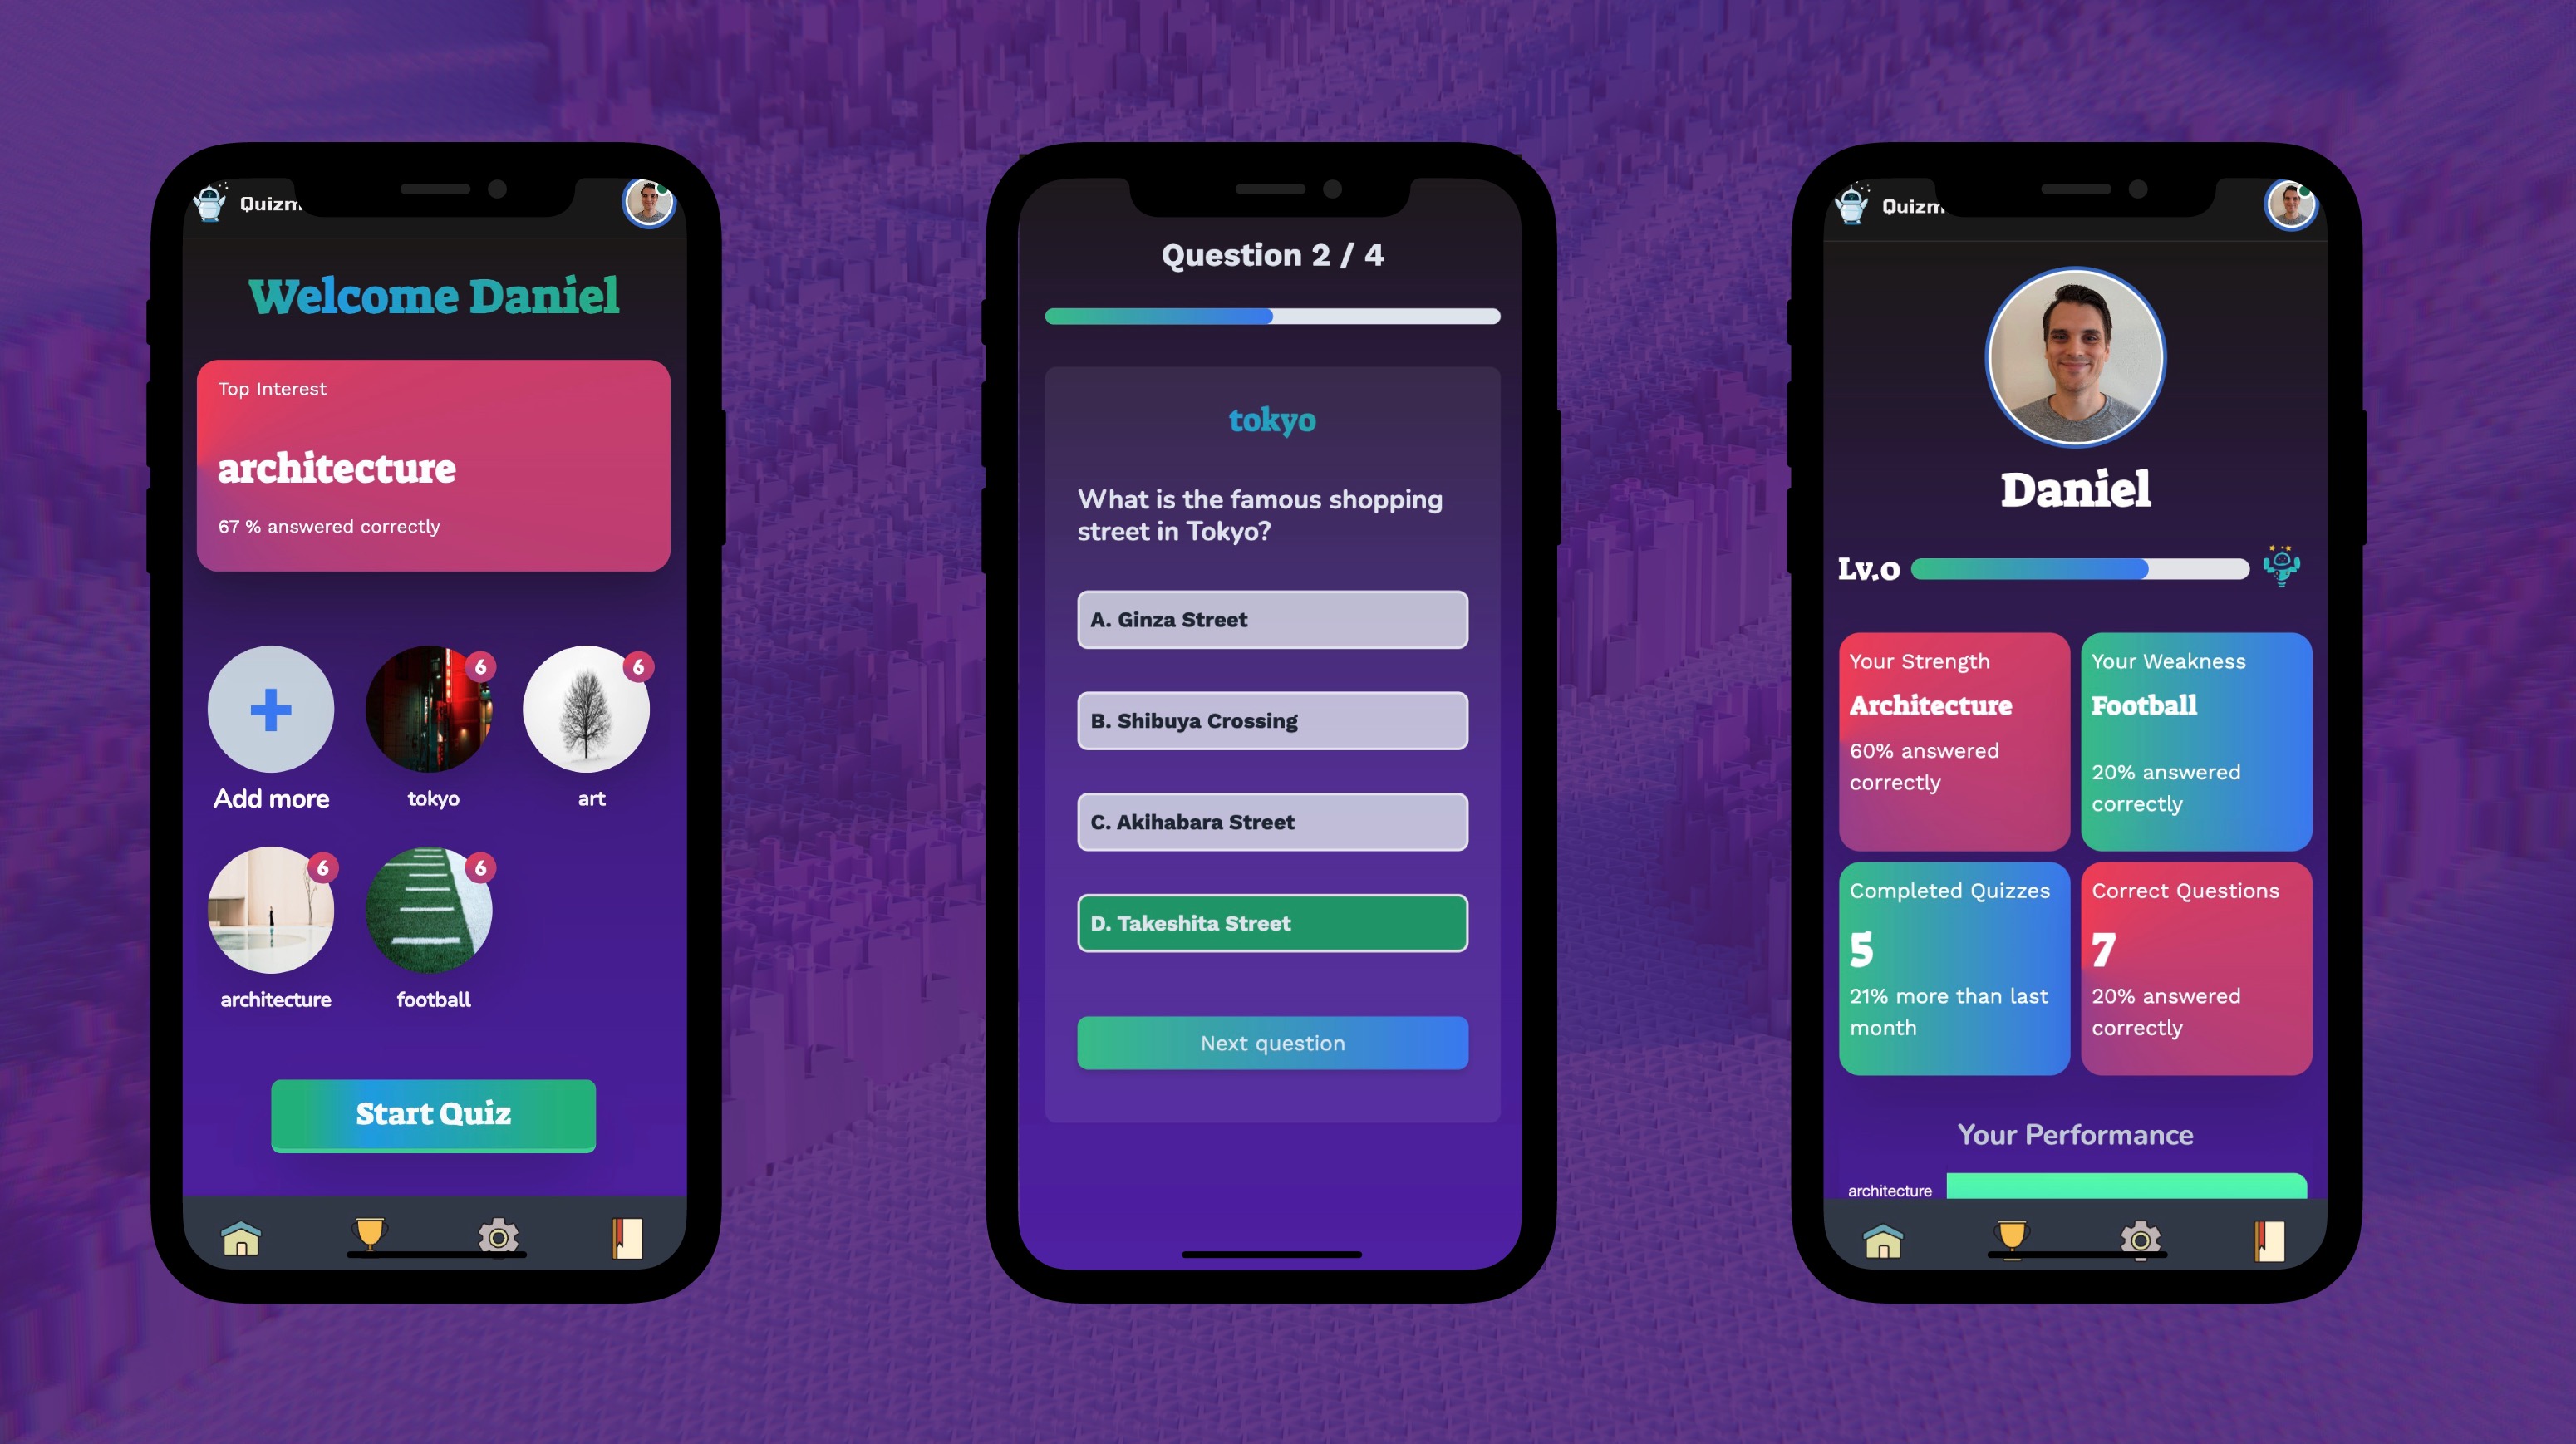 Quizm
Welcome Daniel
Top Interest
architecture
67 % answered correctly
Add more
6
tokyo
6
art
6
architecture
6
football
Start Quiz
Question 2 / 4
tokyo
What is the famous shopping
street in Tokyo?
A. Ginza Street
B. Shibuya Crossing
C. Akihabara Street
D. Takeshita Street
Next question
Quizm
Daniel
Lv.0
Your Strength
Architecture
60% answered
correctly
Your Weakness
Football
20% answered
correctly
Completed Quizzes
5
21% more than last
month
Correct Questions
7
20% answered
correctly
Your Performance
architecture